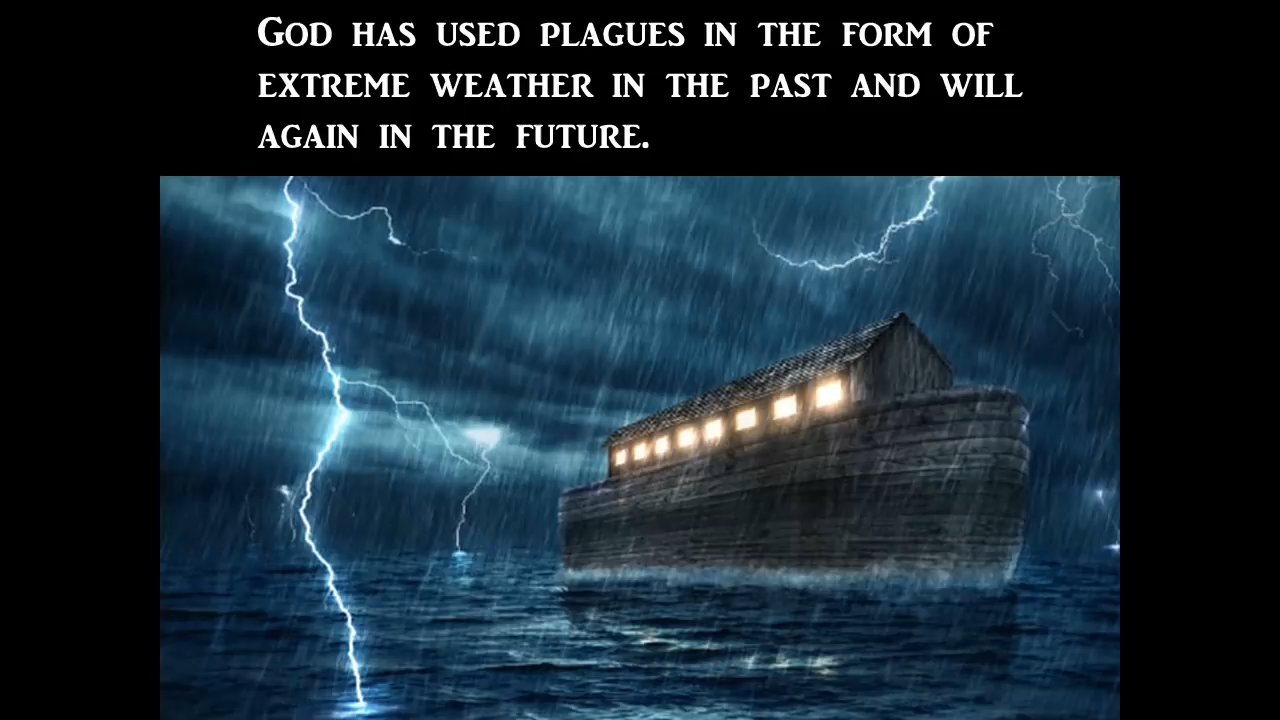 God has used plagues in the form of
extreme weather in the past and will
again in the future.